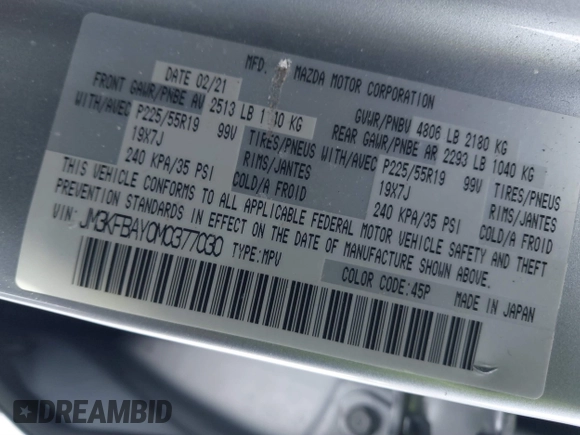 MFD. MAZDA MOTOR CORPORATION
DATE 02/21 GVWR/PNBV 4806 LB 2180 KG
FRONT GAWR/PNBE AV 2513 LB KG REAR GAWR/PNBE AR 2293 LB 1040 KG
WITH/AVEC P225/55R19 99V TIRES/PNEUS WITH/AVEC P225/55R19 99V TIRES/PNEUS
19X7J RIMS/JANTES 19X7J RIMS/JANTES
240 KPA/35 PSI COLD/A FROID 240 KPA/35 PSI COLD/A FROID
THIS VEHICLE CONFORMS TO ALL APPLICABLE FEDERAL MOTOR VEHICLE SAFETY AND THEFT
PREVENTION STANDARDS IN EFFECT ON THE DATE OF MANUFACTURE SHOWN ABOVE.
VIN: JM3KFBAY0M0377030 TYPE:MPV
COLOR CODE:45P MADE IN JAPAN
DREAMBID